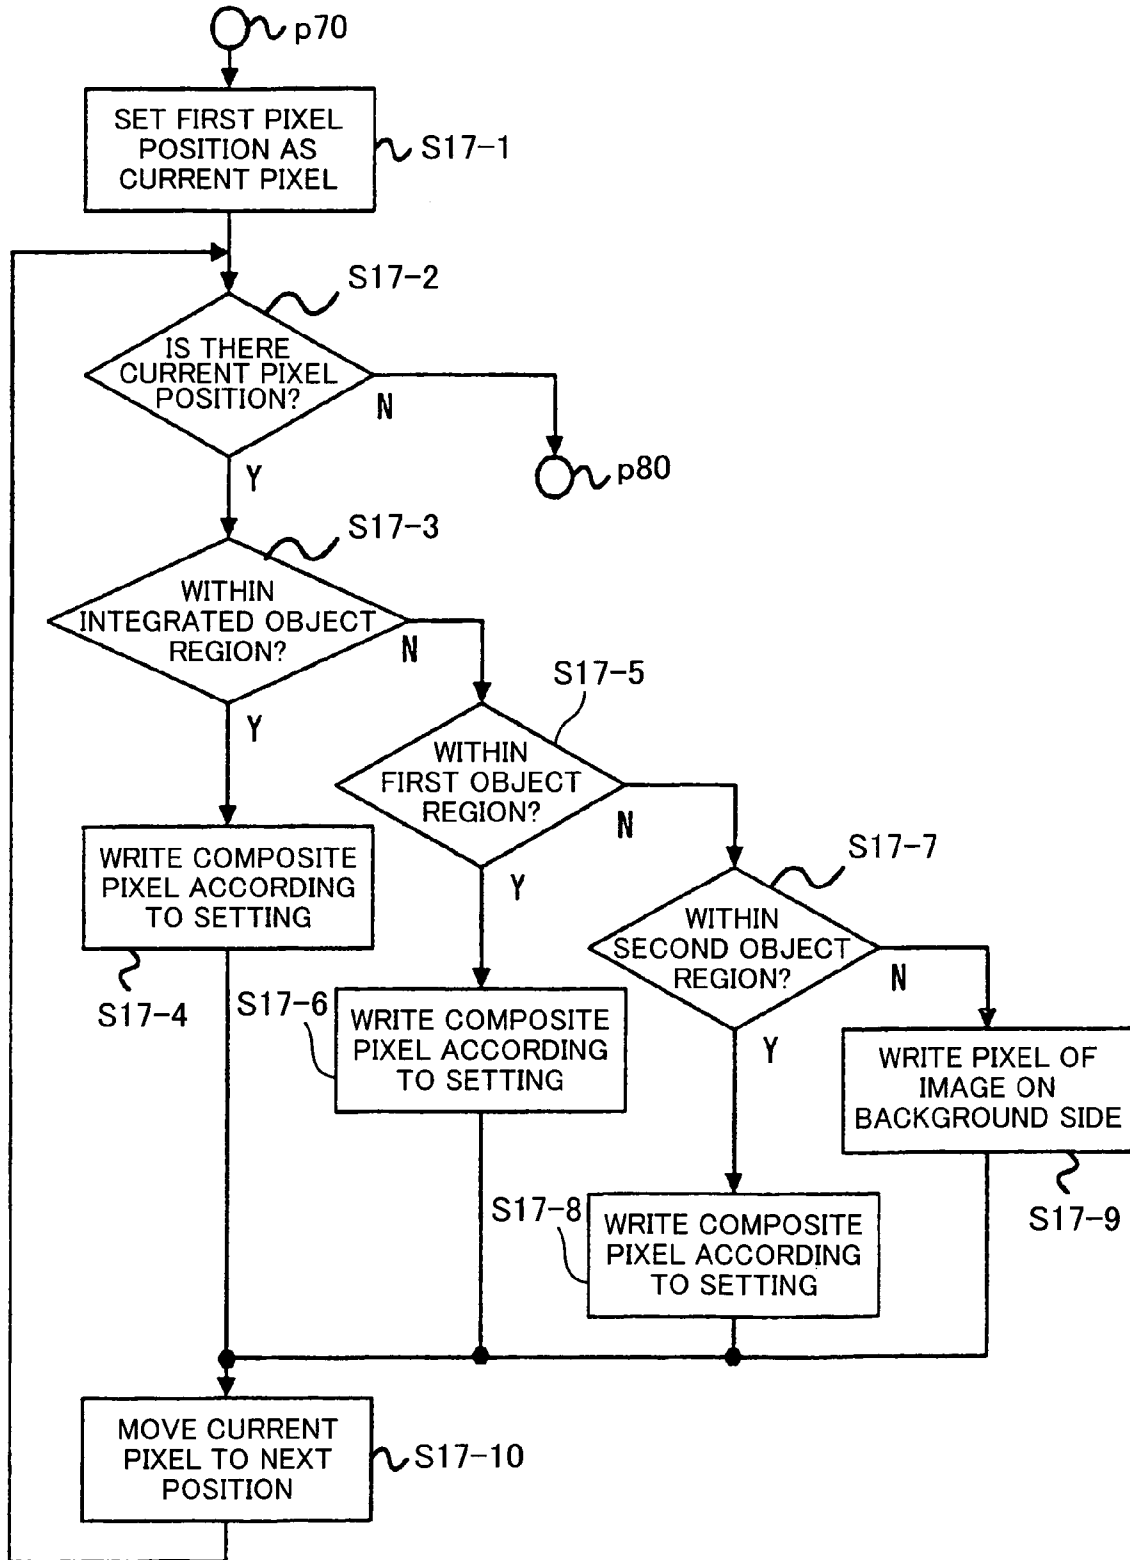 p70
SET FIRST PIXEL
POSITION AS
CURRENT PIXEL
S17-1
S17-2
IS THERE
CURRENT PIXEL
POSITION?
N
Y
p80
S17-3
WITHIN
INTEGRATED OBJECT
REGION?
N
Y
S17-5
WITHIN
FIRST OBJECT
REGION?
N
Y
WRITE COMPOSITE
PIXEL ACCORDING
TO SETTING
S17-4
S17-7
WITHIN
SECOND OBJECT
REGION?
N
Y
S17-6
WRITE COMPOSITE
PIXEL ACCORDING
TO SETTING
WRITE PIXEL OF
IMAGE ON
BACKGROUND SIDE
S17-9
S17-8
WRITE COMPOSITE
PIXEL ACCORDING
TO SETTING
MOVE CURRENT
PIXEL TO NEXT
POSITION
S17-10